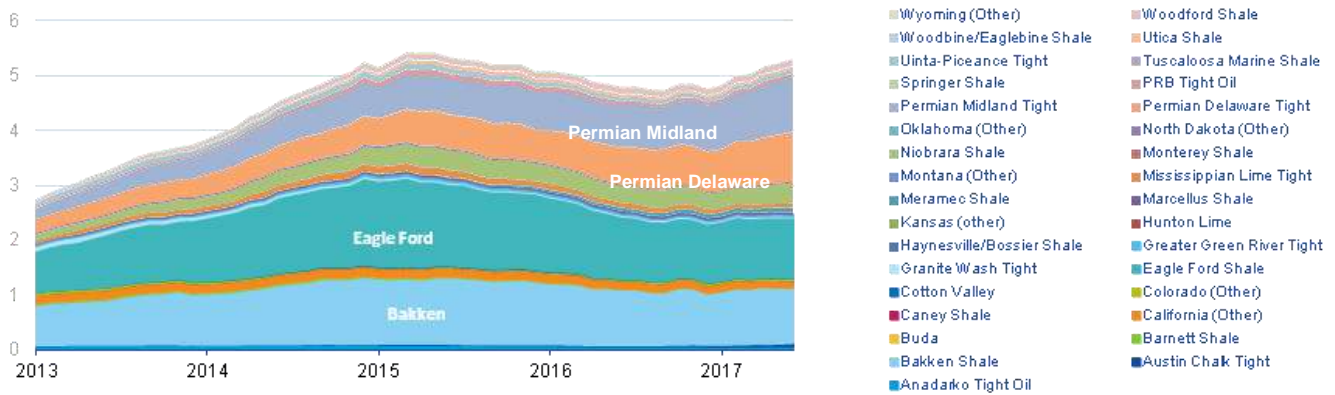 6
5
4
3
2
1
0
2013 2014 2015 2016 2017
Permian Midland
Permian Delaware
Eagle Ford
Bakken
Wyoming (Other) Woodford Shale
Woodbine/Eaglebine Shale Utica Shale
Uinta-Piceance Tight Tuscaloosa Marine Shale
Springer Shale PRB Tight Oil
Permian Midland Tight Permian Delaware Tight
Oklahoma (Other) North Dakota (Other)
Niobrara Shale Monterey Shale
Montana (Other) Mississippian Lime Tight
Meramec Shale Marcellus Shale
Kansas (other) Hunton Lime
Haynesville/Bossier Shale Greater Green River Tight
Granite Wash Tight Eagle Ford Shale
Cotton Valley Colorado (Other)
Caney Shale California (Other)
Buda Barnett Shale
Bakken Shale Austin Chalk Tight
Anadarko Tight Oil